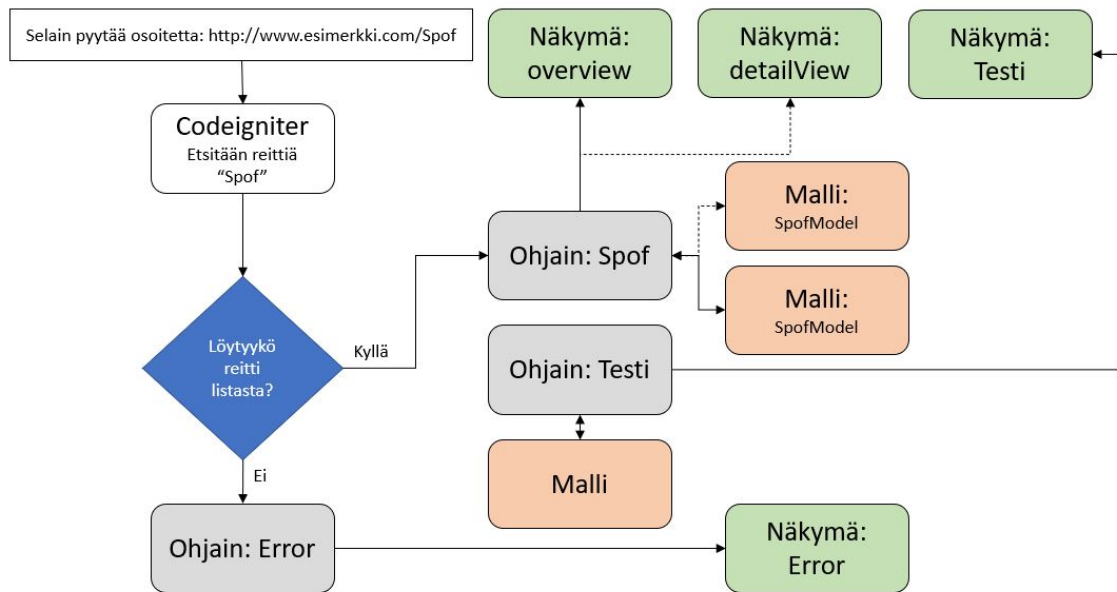 Selain pyytää osoitetta: http://www.esimerkki.com/Spof
Codeigniter
Etsitään reittiä
“Spof”
Löytyykö
reitti
listasta?
Kyllä
Ei
Ohjain: Error
Näkymä:
overview
Näkymä:
detailView
Näkymä:
Testi
Ohjain: Spof
Malli:
SpofModel
Malli:
SpofModel
Ohjain: Testi
Malli
Näkymä:
Error